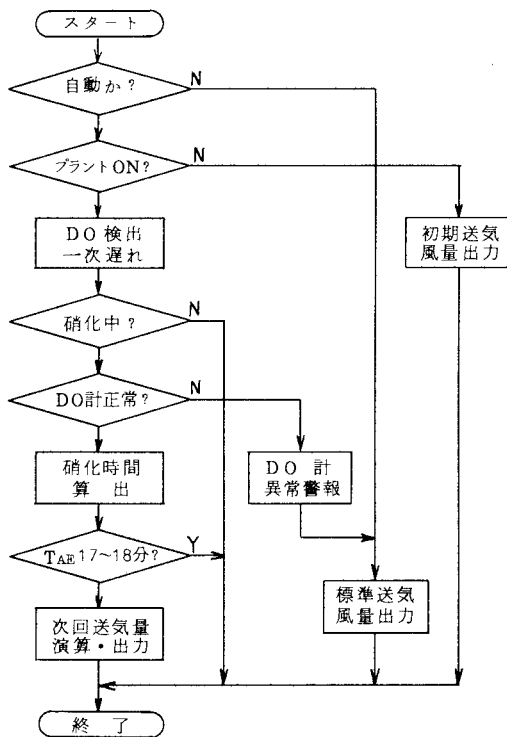 スタート
自動か?
N
プラントON?
N
DO検出
一次遅れ
初期送気
風量出力
硝化中?
N
DO計正常?
N
硝化時間
算出
DO計
異常警報
TAE 17~18分?
Y
次回送気量
演算・出力
標準送気
風量出力
終了